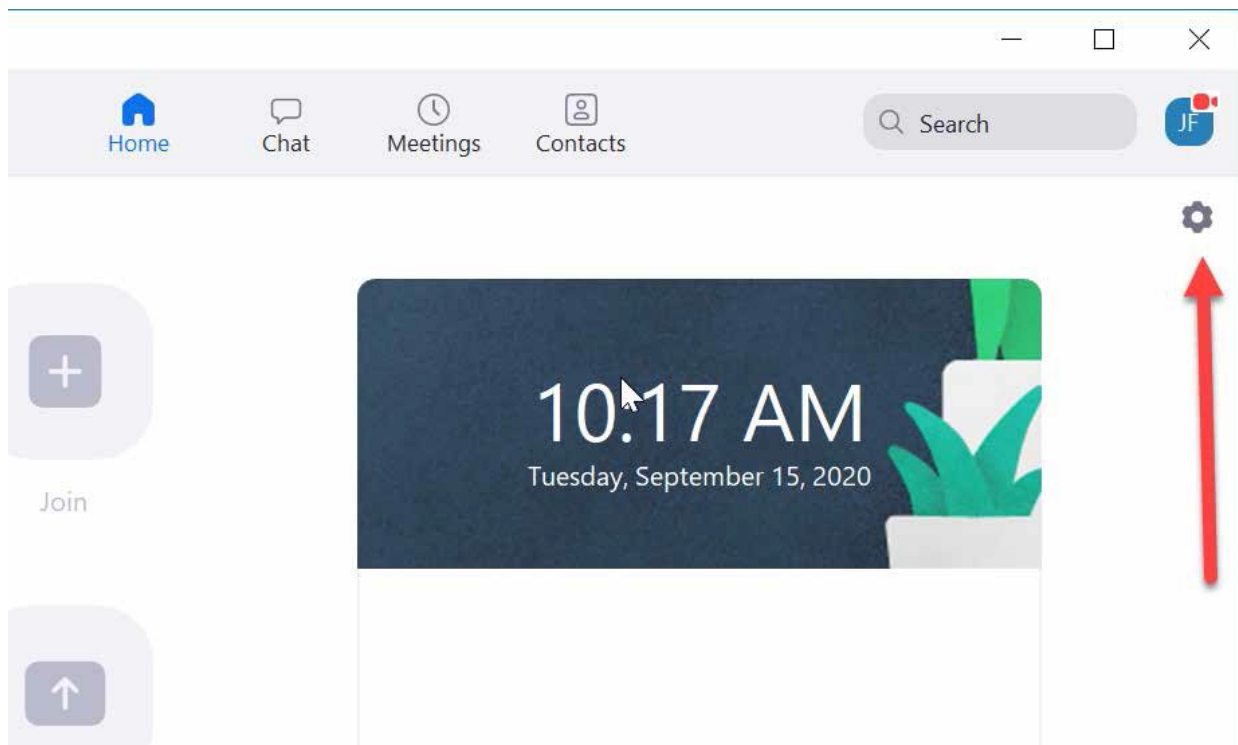 Home Chat Meetings Contacts Search JF
10:17 AM
Tuesday, September 15, 2020
Join